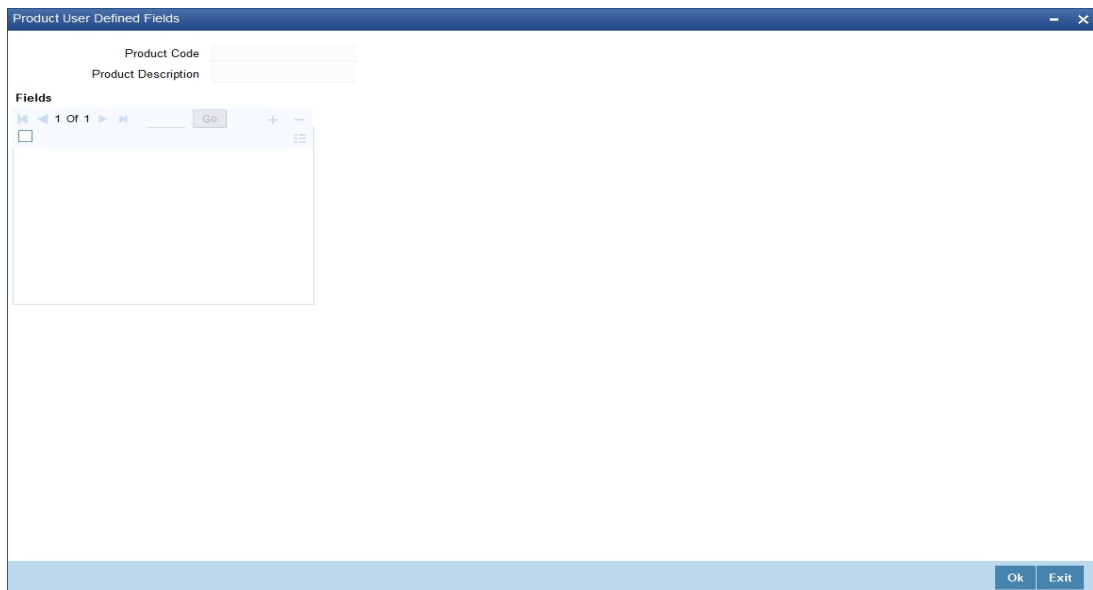 Product User Defined Fields
Product Code
Product Description
Fields
1 Of 1 Go
Ok Exit